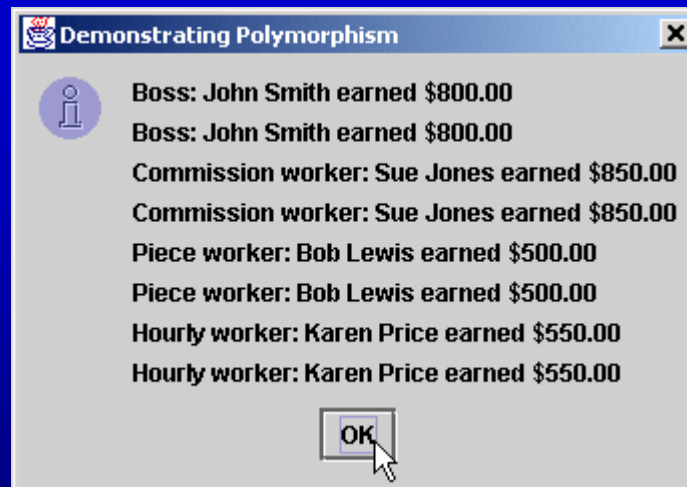 Demonstrating Polymorphism
Boss: John Smith earned $800.00
Boss: John Smith earned $800.00
Commission worker: Sue Jones earned $850.00
Commission worker: Sue Jones earned $850.00
Piece worker: Bob Lewis earned $500.00
Piece worker: Bob Lewis earned $500.00
Hourly worker: Karen Price earned $550.00
Hourly worker: Karen Price earned $550.00
OK